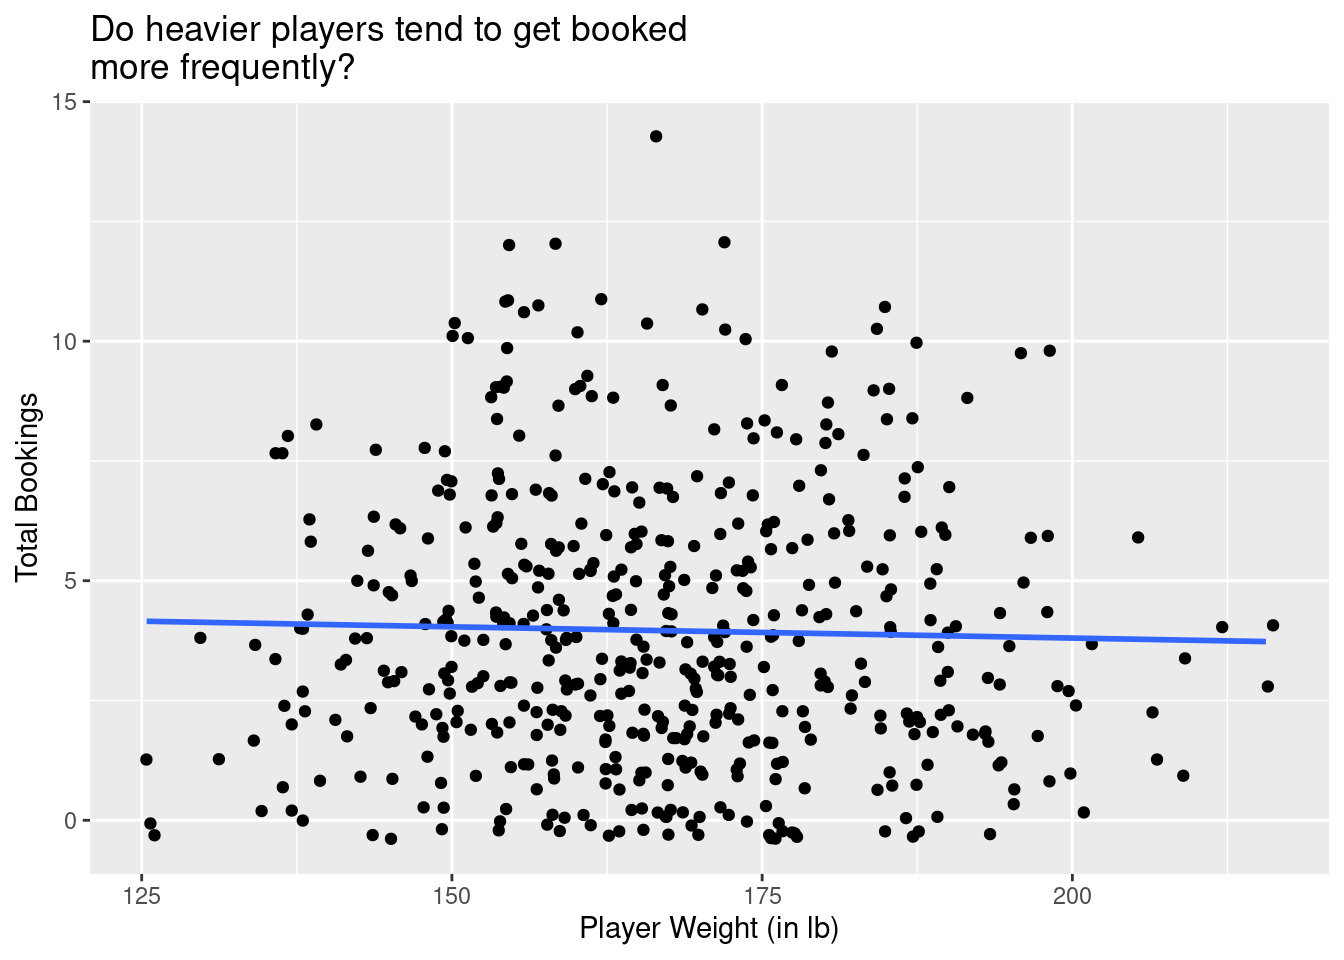 Do heavier players tend to get booked
more frequently?
15
10
5
0
Total Bookings
125
150
175
200
Player Weight (in lb)